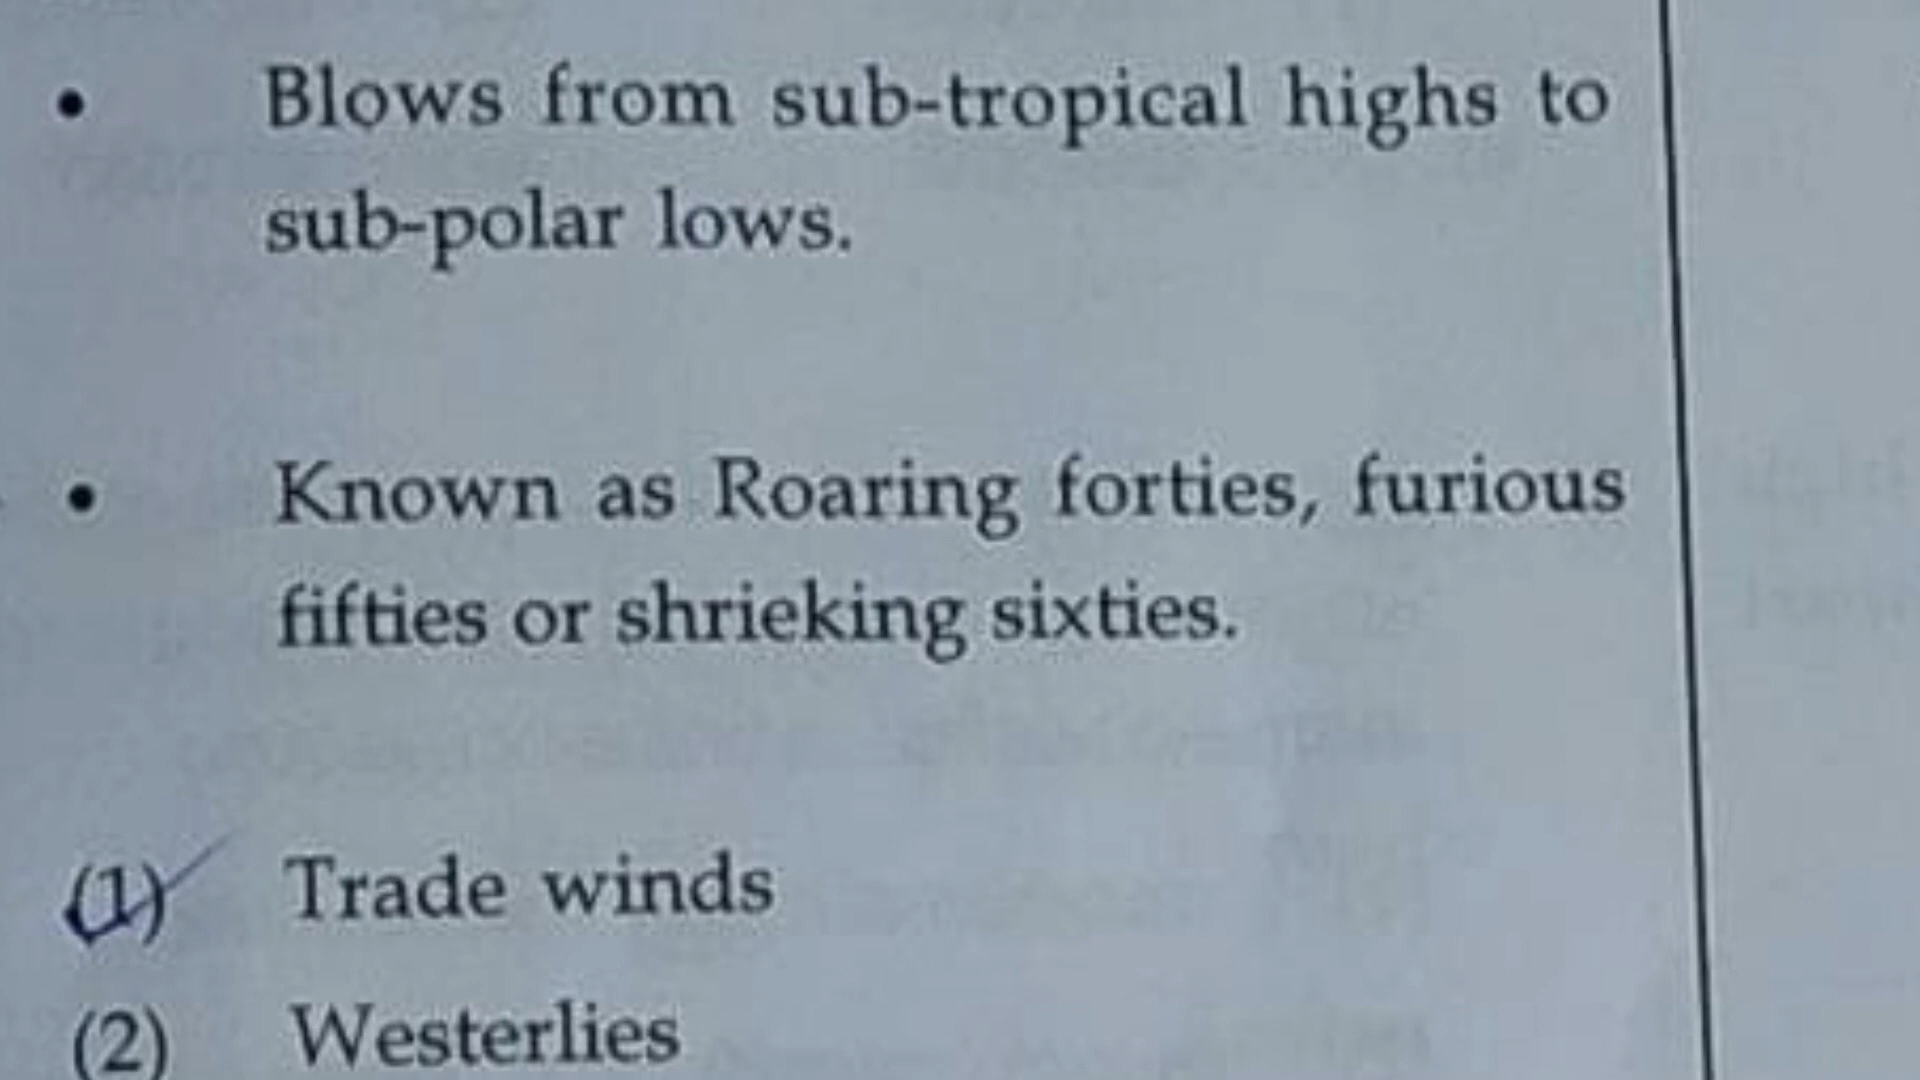 • Blows from sub-tropical highs to
sub-polar lows.
• Known as Roaring forties, furious
fifties or shrieking sixties.
(1) Trade winds
(2) Westerlies